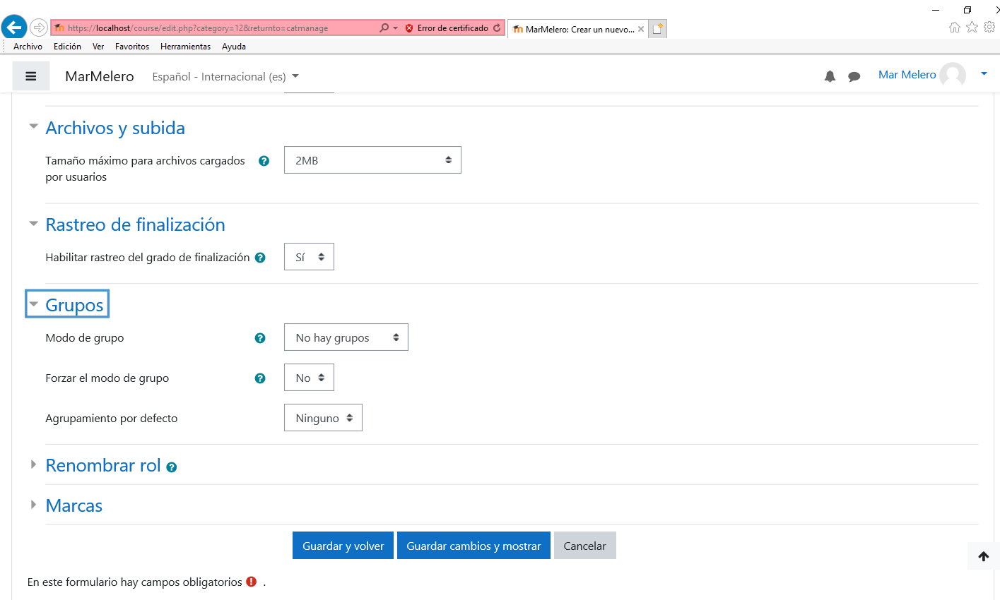 https://localhost/course/edit.php?category=12&returnto=catmanage
Error de certificado
MarMelero: Crear un nuevo...
Archivo Edición Ver Favoritos Herramientas Ayuda
MarMelero
Español - Internacional (es)
Mar Melero
Archivos y subida
Tamaño máximo para archivos cargados
por usuarios
2MB
Rastreo de finalización
Habilitar rastreo del grado de finalización
Sí
Grupos
Modo de grupo
No hay grupos
Forzar el modo de grupo
No
Agrupamiento por defecto
Ninguno
Renombrar rol
Marcas
Guardar y volver
Guardar cambios y mostrar
Cancelar
En este formulario hay campos obligatorios .